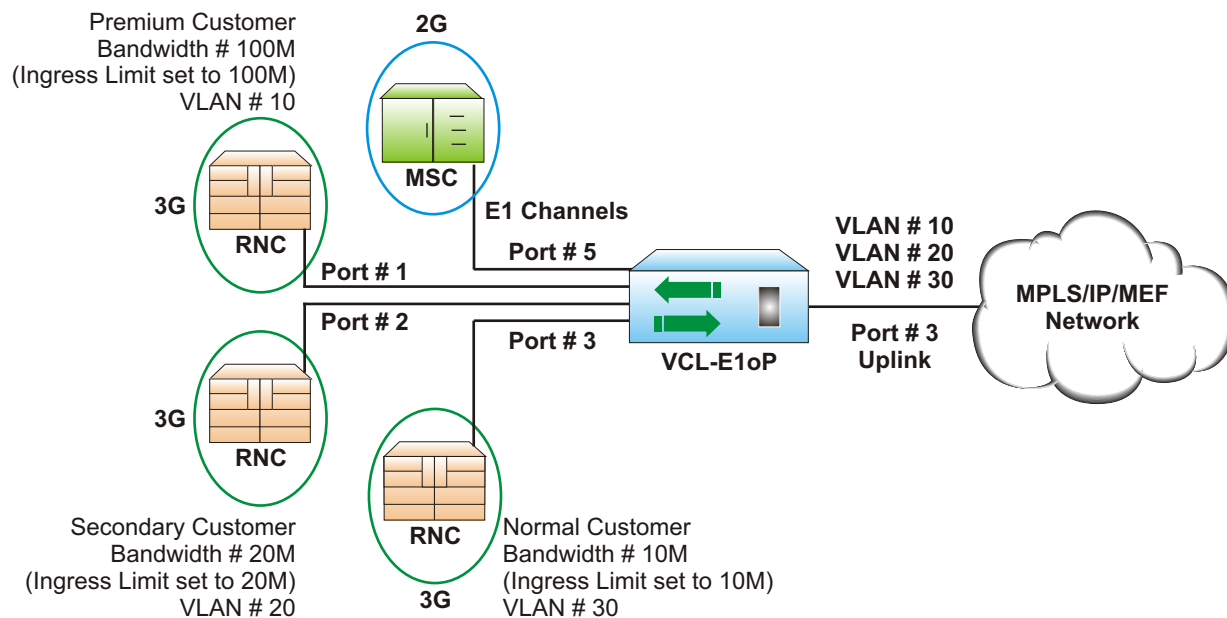 Premium Customer
Bandwidth # 100M
(Ingress Limit set to 100M)
VLAN # 10
2G
MSC
3G
RNC
E1 Channels
Port # 5
Port # 1
Port # 2
Port # 3
VCL-E1oP
VLAN # 10
VLAN # 20
VLAN # 30
Port # 3
Uplink
MPLS/IP/MEF
Network
3G
RNC
Secondary Customer
Bandwidth # 20M
(Ingress Limit set to 20M)
VLAN # 20
RNC
3G
Normal Customer
Bandwidth # 10M
(Ingress Limit set to 10M)
VLAN # 30